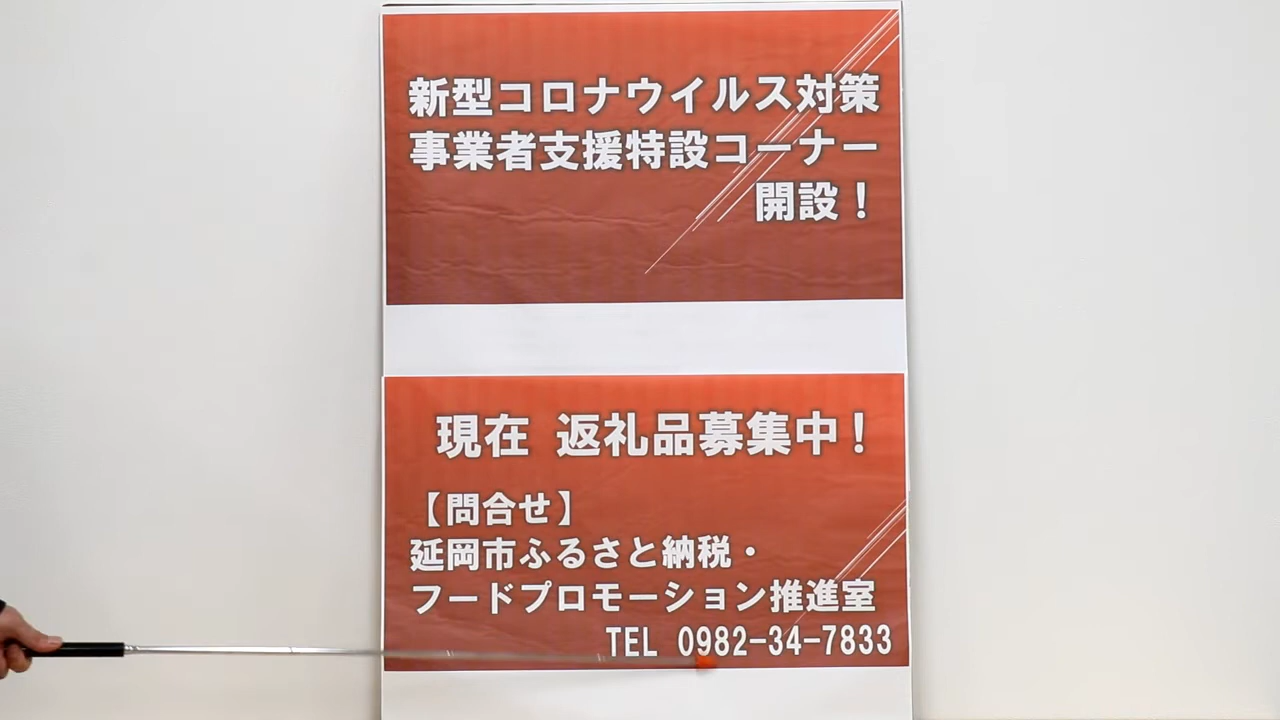 新型コロナウイルス対策
事業者支援特設コーナー
開設！
現在 返礼品募集中！
【問合せ】
延岡市ふるさと納税・
フードプロモーション推進室
TEL 0982-34-7833